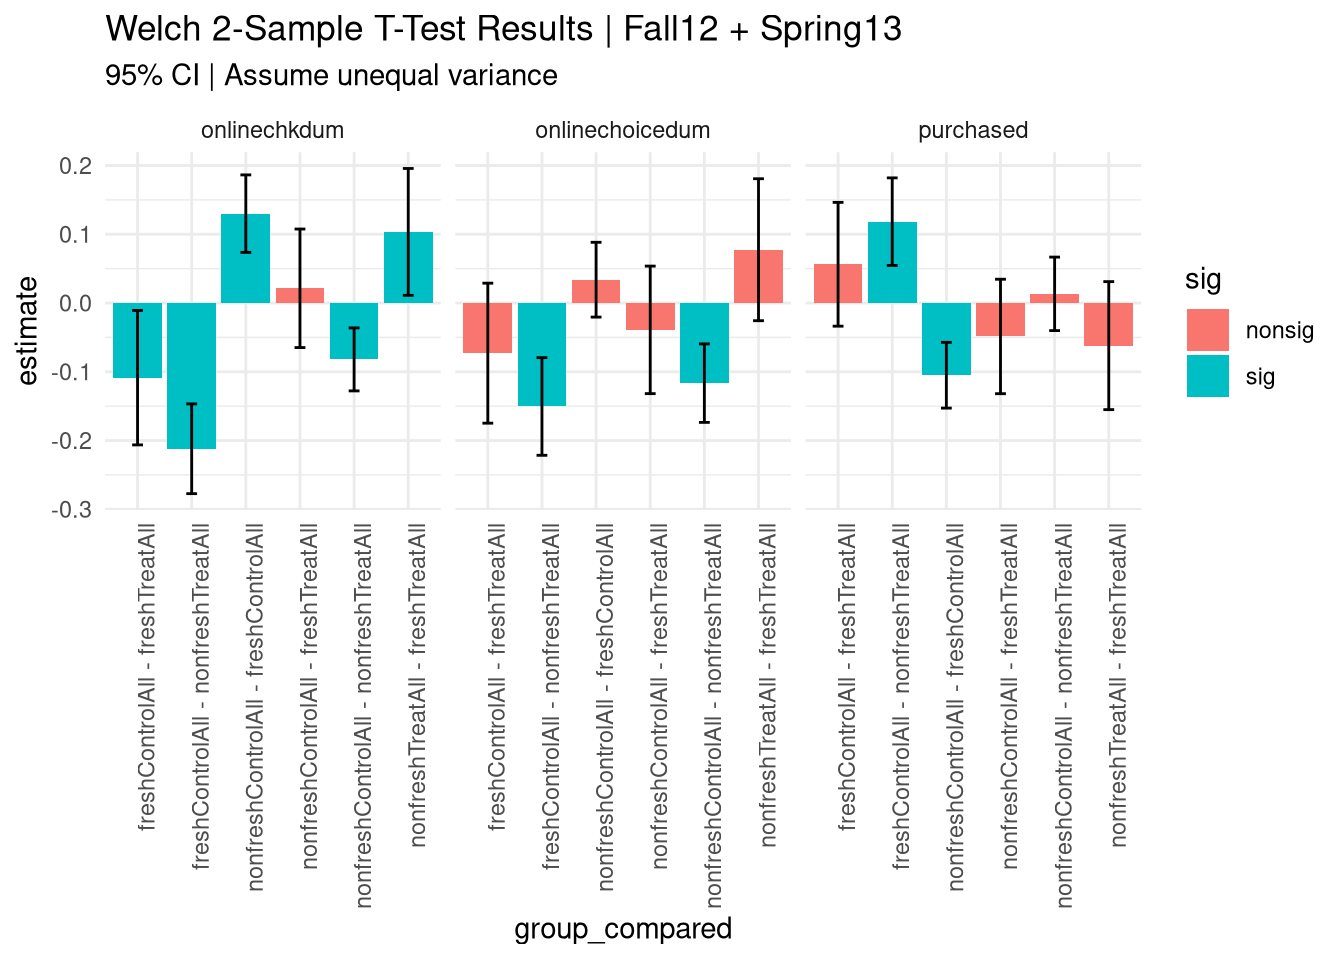 Welch 2-Sample T-Test Results | Fall12 + Spring13
95% CI | Assume unequal variance
onlinechkdum
onlinechoicedum
purchased
estimate
0.2
0.1
0.0
-0.1
-0.2
-0.3
freshControlAll - freshTreatAll
freshControlAll - nonfreshTreatAll
nonfreshControlAll - freshControlAll
nonfreshControlAll - freshTreatAll
nonfreshControlAll - nonfreshTreatAll
nonfreshTreatAll - freshTreatAll
freshControlAll - freshTreatAll
freshControlAll - nonfreshTreatAll
nonfreshControlAll - freshControlAll
nonfreshControlAll - freshTreatAll
nonfreshControlAll - nonfreshTreatAll
nonfreshTreatAll - freshTreatAll
freshControlAll - freshTreatAll
freshControlAll - nonfreshTreatAll
nonfreshControlAll - freshControlAll
nonfreshControlAll - freshTreatAll
nonfreshControlAll - nonfreshTreatAll
nonfreshTreatAll - freshTreatAll
group_compared
sig
nonsig
sig